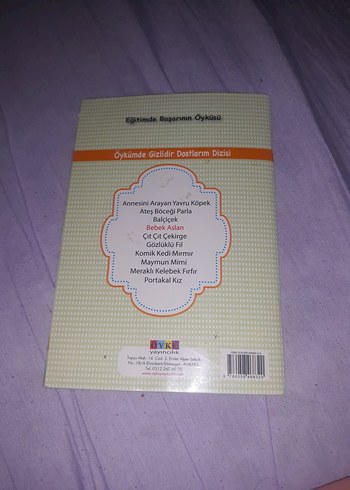 Eğitimde Başarının Öyküsü
Öykümde Gizlidir Dostlarım Dizisi
Annesini Arayan Yavru Köpek
Ateş Böceği Parla
Balçiçek
Bebek Aslan
Çıt Çıt Çekirge
Gözlüklü Fil
Komik Kedi Mırmır
Maymun Mimi
Meraklı Kelebek Fırfır
Portakal Kız
yayıncılık